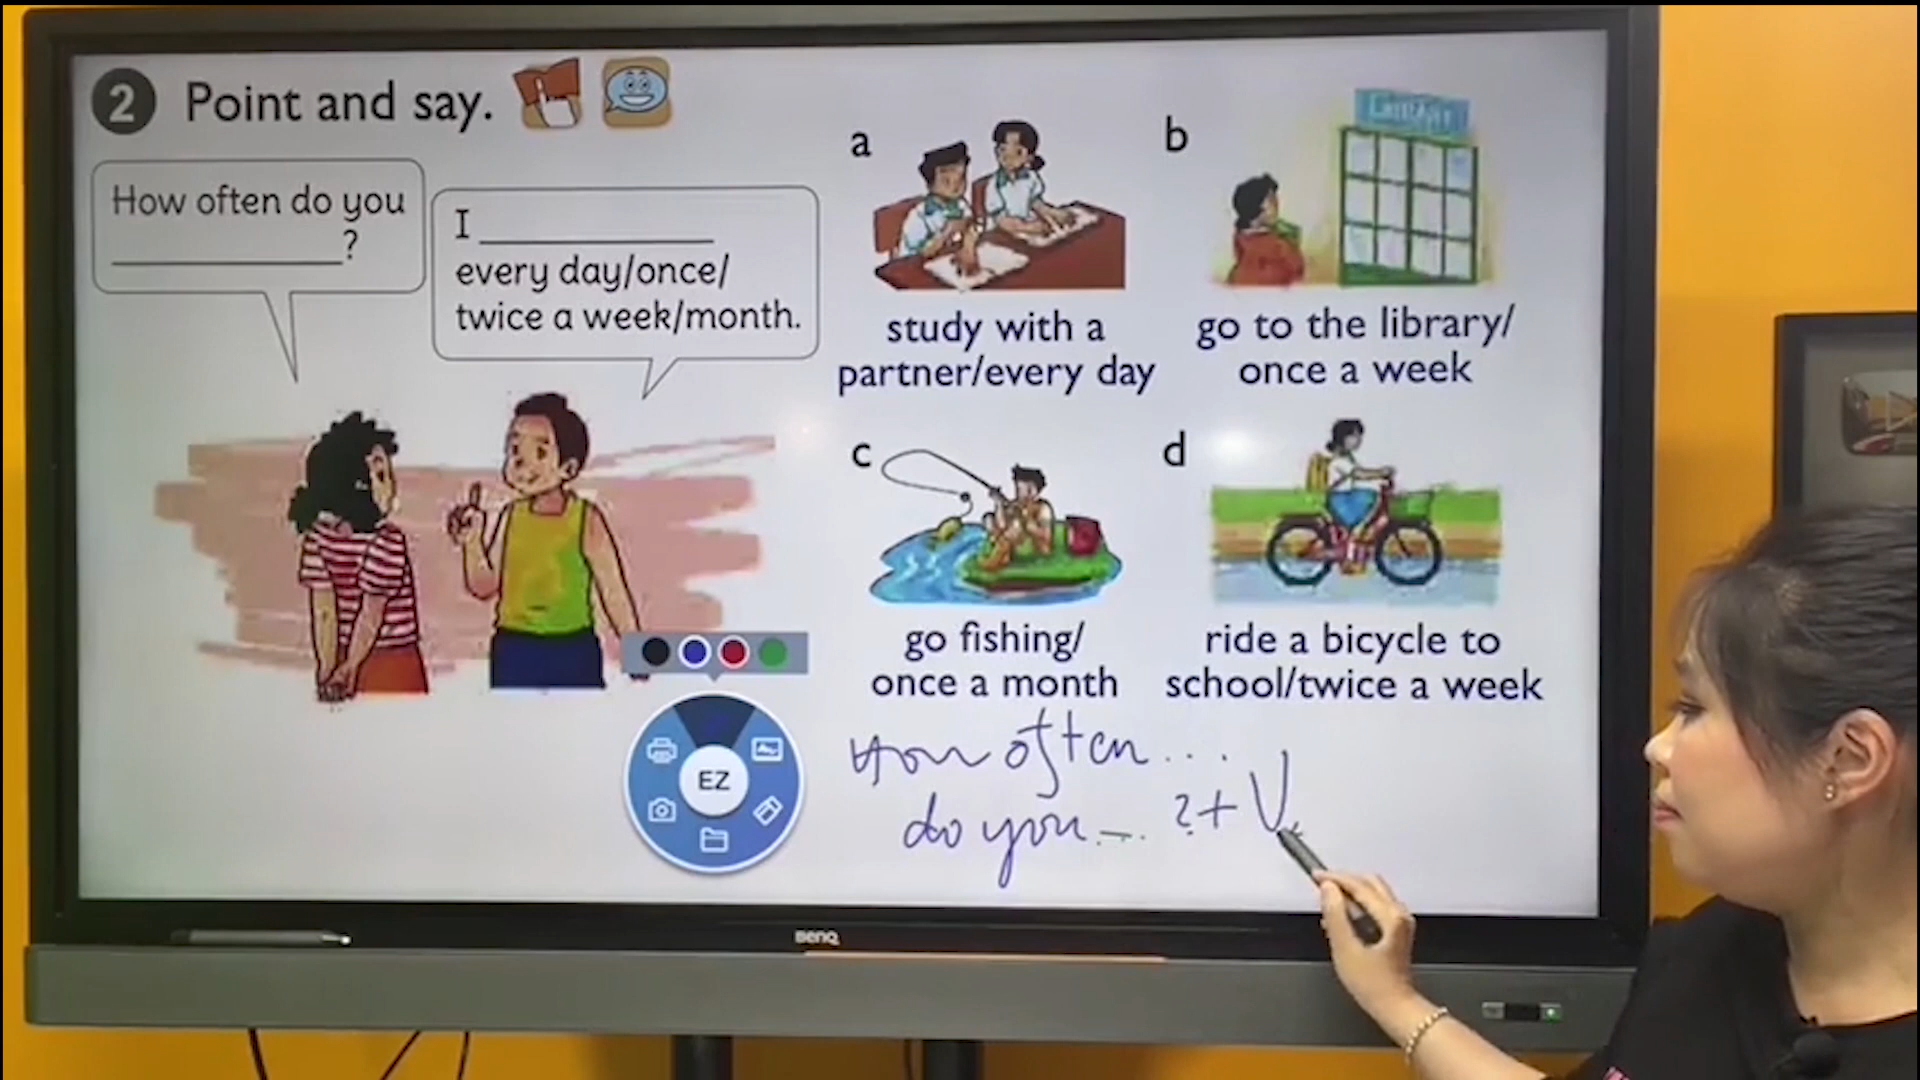 2 Point and say.
How often do you
____________?
I ____________
every day/once/
twice a week/month.
a
study with a
partner/every day
b
go to the library/
once a week
c
go fishing/
once a month
d
ride a bicycle to
school/twice a week
How often...
do you... ? + V
EZ
BenQ